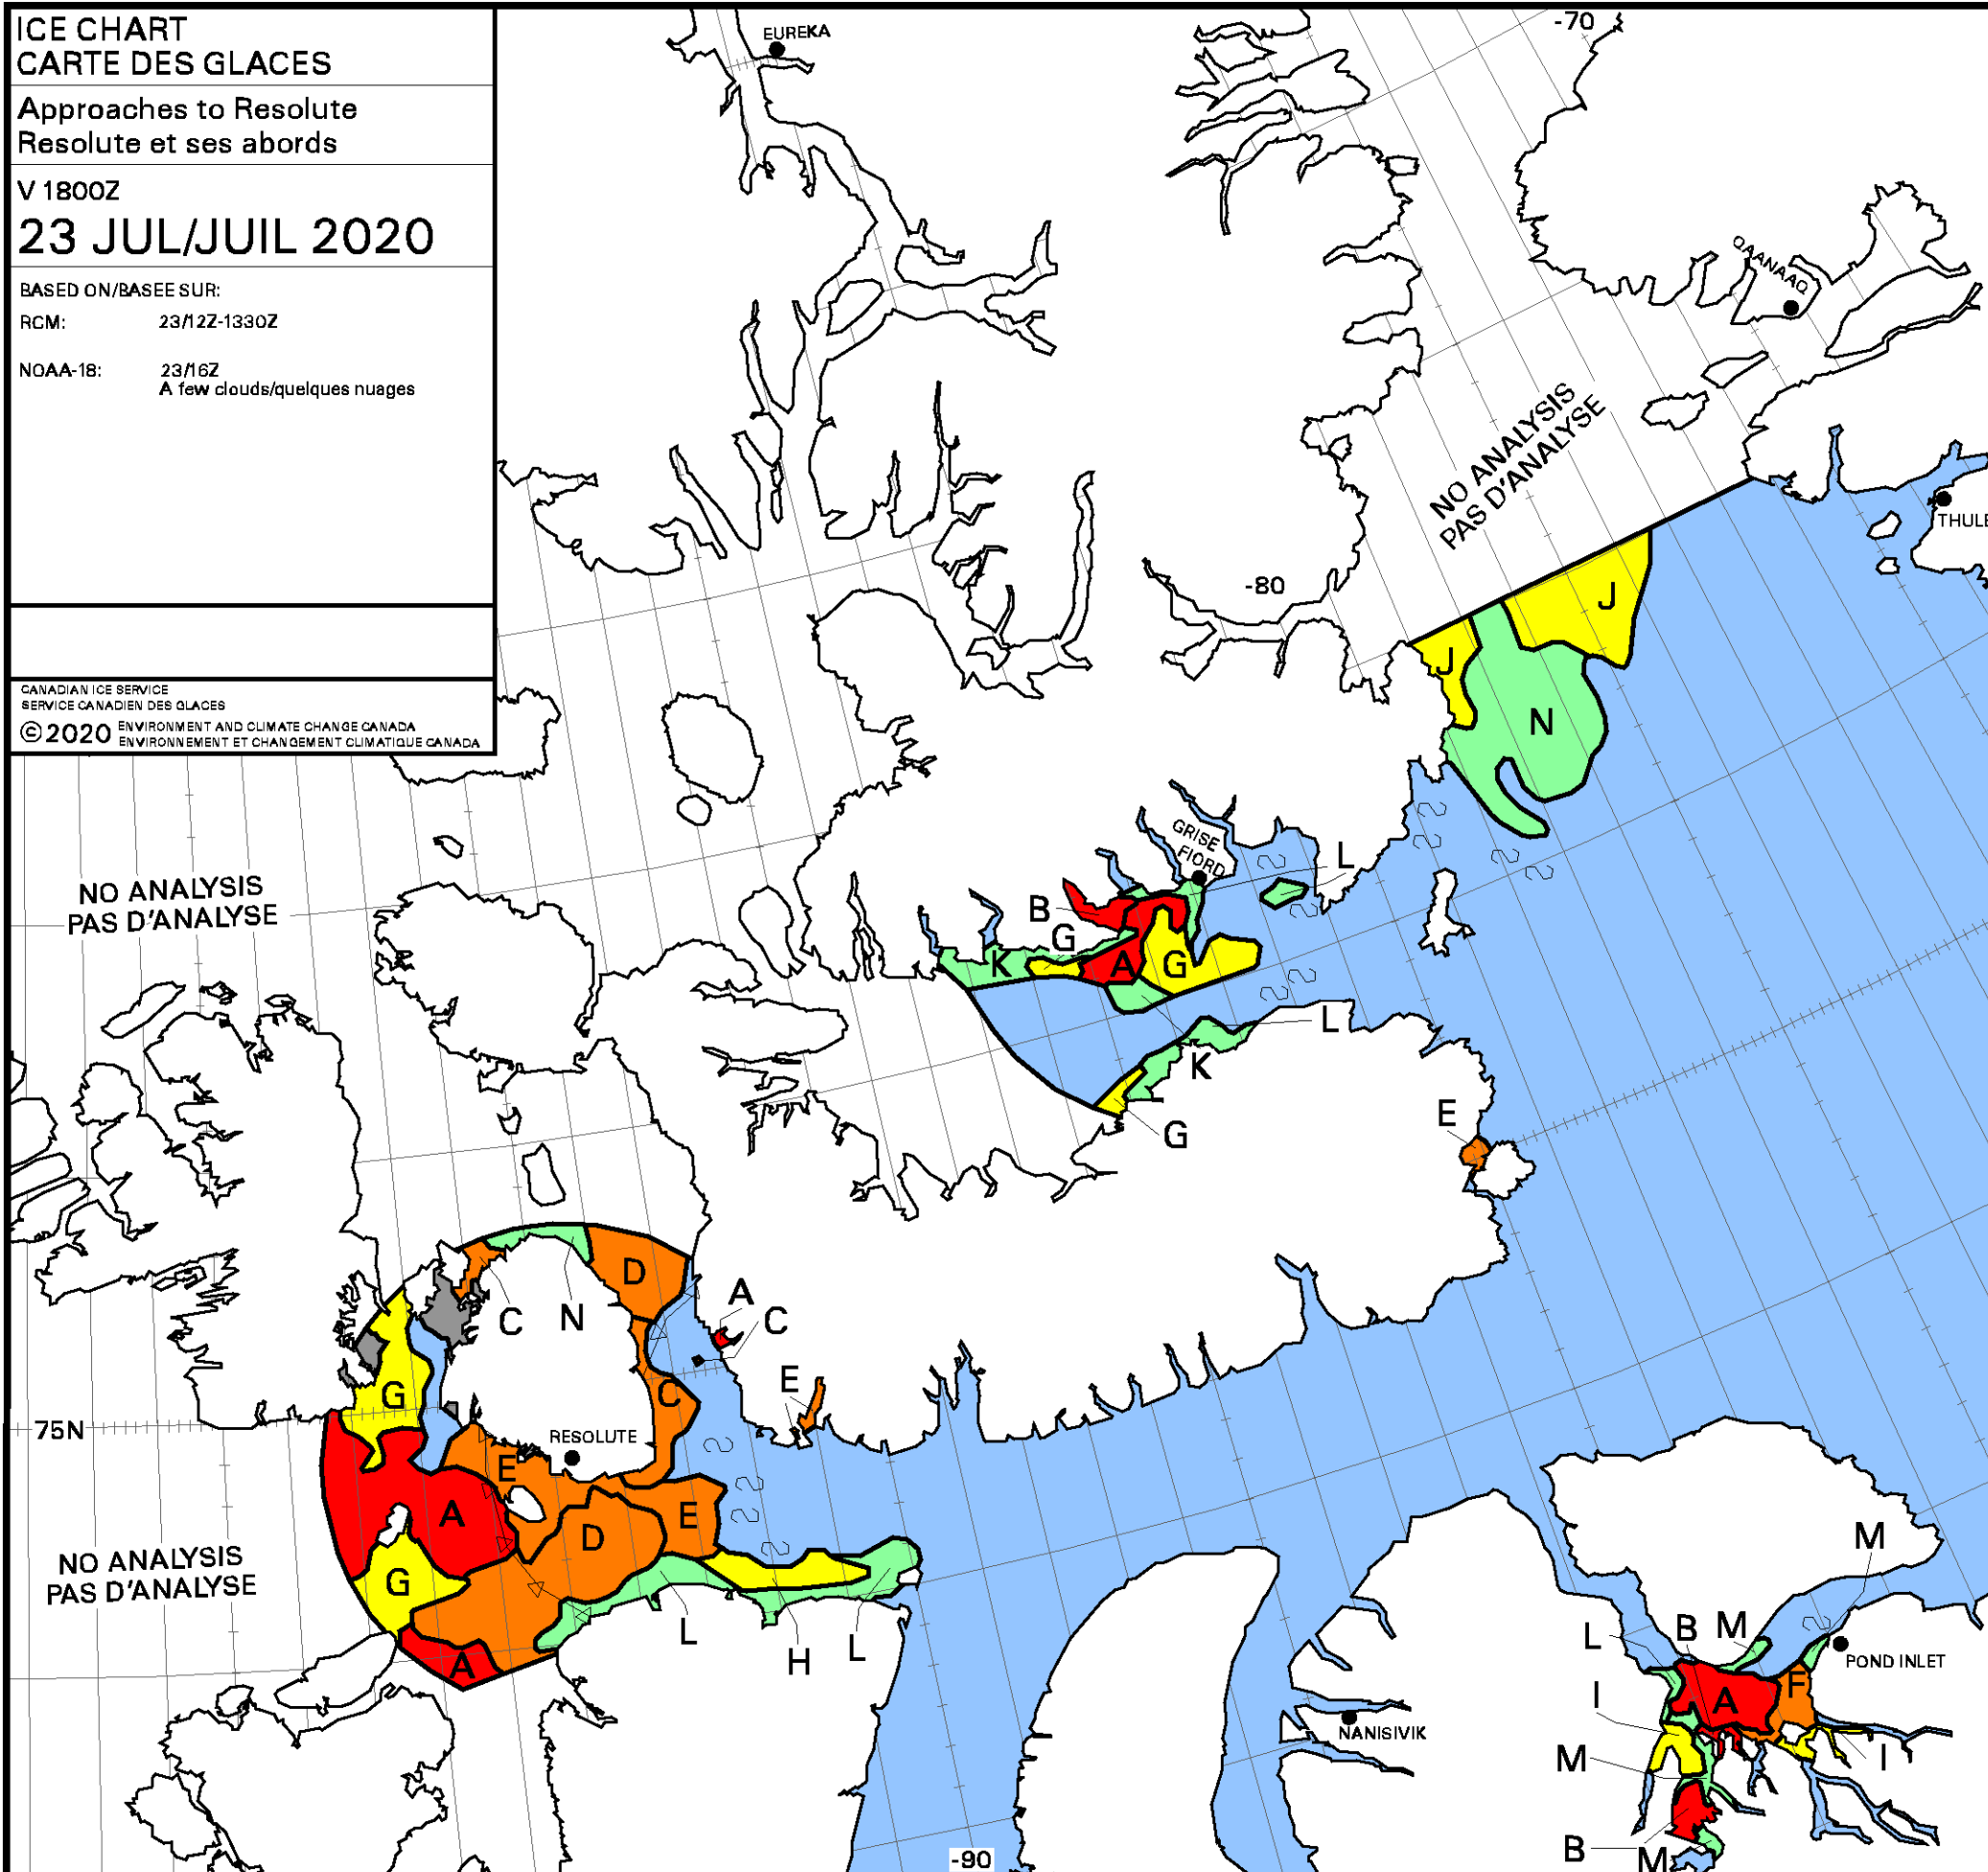 ICE CHART
CARTE DES GLACES
Approaches to Resolute
Resolute et ses abords
V 1800Z
23 JUL/JUIL 2020
BASED ON/BASEE SUR:
RCM: 23/12Z-1330Z
NOAA-18: 23/16Z
A few clouds/quelques nuages
CANADIAN ICE SERVICE
SERVICE CANADIEN DES GLACES
©2020 ENVIRONMENT AND CLIMATE CHANGE CANADA
ENVIRONNEMENT ET CHANGEMENT CLIMATIQUE CANADA
EUREKA
-70
QAANAAQ
NO ANALYSIS
PAS D'ANALYSE
THULE
-80
J
J
N
GRISE
FIORD
L
B
G
K
A
G
L
K
G
E
NO ANALYSIS
PAS D'ANALYSE
D
C
N
A
C
E
G
C
75N
RESOLUTE
E
A
E
D
G
NO ANALYSIS
PAS D'ANALYSE
A
L
H
L
M
L
B
M
POND INLET
I
A
F
NANISIVIK
M
I
B
M
-90